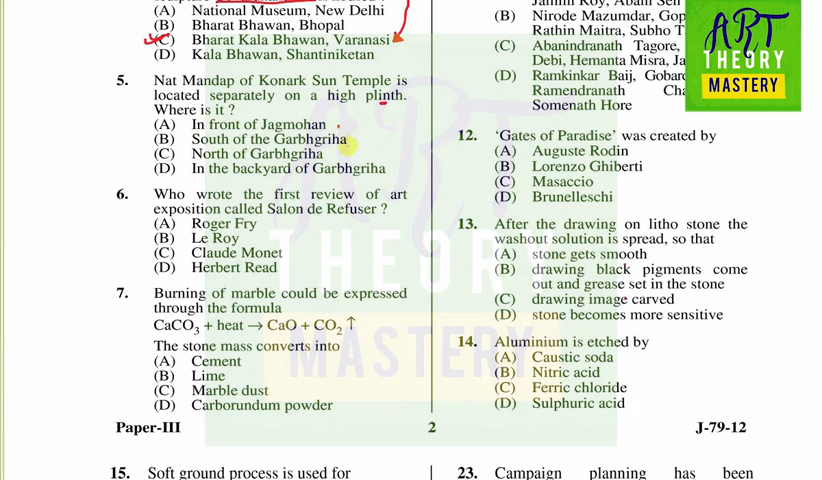 (A) National Museum, New Delhi
(B) Bharat Bhawan, Bhopal
(C) Bharat Kala Bhawan, Varanasi
(D) Kala Bhawan, Shantiniketan
5. Nat Mandap of Konark Sun Temple is
located separately on a high plinth.
Where is it ?
(A) In front of Jagmohan
(B) South of the Garbhgriha
(C) North of Garbhgriha
(D) In the backyard of Garbhgriha
6. Who wrote the first review of art
exposition called Salon de Refuser ?
(A) Roger Fry
(B) Le Roy
(C) Claude Monet
(D) Herbert Read
7. Burning of marble could be expressed
through the formula
CaCO3 + heat → CaO + CO2 ↑
The stone mass converts into
(A) Cement
(B) Lime
(C) Marble dust
(D) Carborundum powder
Jamini Roy, Abani Sen
(B) Nirode Mazumdar,
Rathin Maitra, Subho
(C) Abanindranath Tagore,
Debi, Hemanta Misra,
(D) Ramkinkar Baij,
Ramendranath
Somenath Hore
12. ‘Gates of Paradise’ was created by
(A) Auguste Rodin
(B) Lorenzo Ghiberti
(C) Masaccio
(D) Brunelleschi
13. After the drawing on litho stone the
washout solution is spread, so that
(A) stone gets smooth
(B) drawing black pigments come
out and grease set in the stone
(C) drawing image carved
(D) stone becomes more sensitive
14. Aluminium is etched by
(A) Caustic soda
(B) Nitric acid
(C) Ferric chloride
(D) Sulphuric acid
Paper-III 2 J-79-12
15. Soft ground process is used for
23. Campaign planning has been
ART
THEORY
MASTERY
ART
THEORY
MASTERY